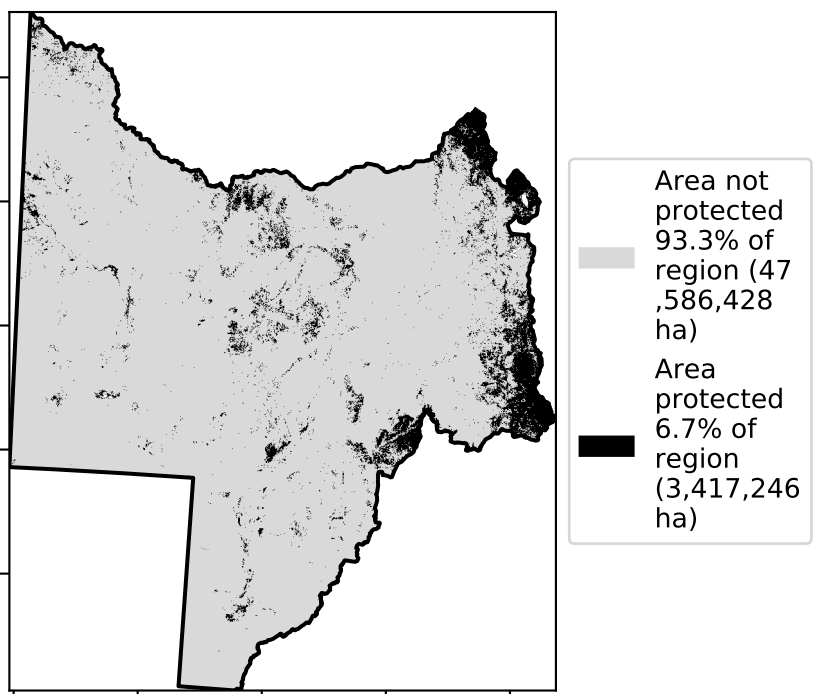 Area not
protected
93.3% of
region (47
,586,428
ha)
Area
protected
6.7% of
region
(3,417,246
ha)